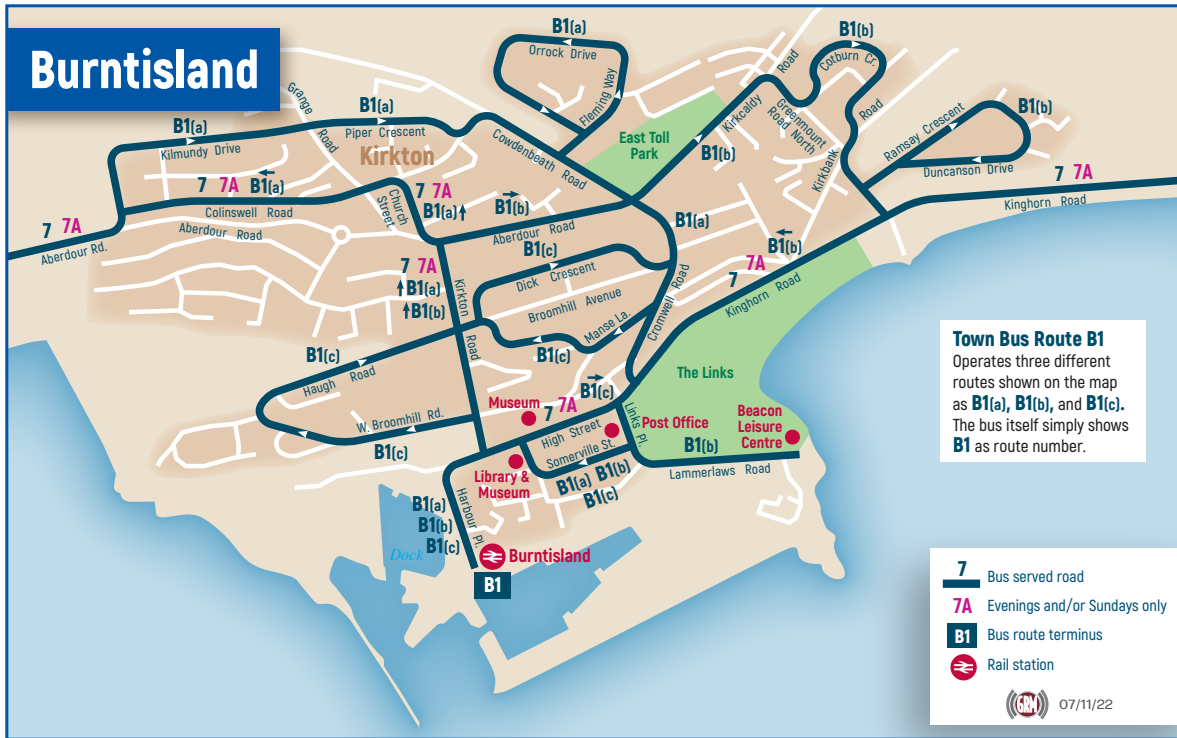 Burntisland
B1(a)
Orrock Drive
Fleming Way
B1(b)
Cotburn Cr.
Road
Kirkcaldy
Greenmount
Road North
Road
Kirkbank
B1(b)
Ramsay Crescent
B1(b)
Duncanson Drive
7 7A
Kinghorn Road
Grange
Road
B1(a)
Piper Crescent
B1(a)
Kilmundy Drive
Kirkton
Cowdenbeath Road
East Toll
Park
7 7A B1(a)
Colinswell Road
Church
Street
7 7A
B1(a)
B1(b)
Aberdour Road
B1(a)
7 7A
Aberdour Rd.
Aberdour Road
B1(c)
Dick Crescent
B1(b)
7A
7
Kinghorn Road
7 7A
B1(a)
B1(b)
Kirkton
Road
Broomhill Avenue
Cromwell Road
Manse La.
B1(c)
B1(c)
Haugh Road
B1(c)
W. Broomhill Rd.
B1(c)
Museum
7 7A
High Street
Somerville St.
Links Pl.
Post Office
The Links
Beacon
Leisure
Centre
B1(b)
Lammerlaws Road
Library &
Museum
B1(a) B1(b)
B1(c)
B1(a)
B1(b)
B1(c)
Harbour Pl.
Dock
Burntisland
B1
Town Bus Route B1
Operates three different
routes shown on the map
as B1(a), B1(b), and B1(c).
The bus itself simply shows
B1 as route number.
7 Bus served road
7A Evenings and/or Sundays only
B1 Bus route terminus
Rail station
GRM 07/11/22